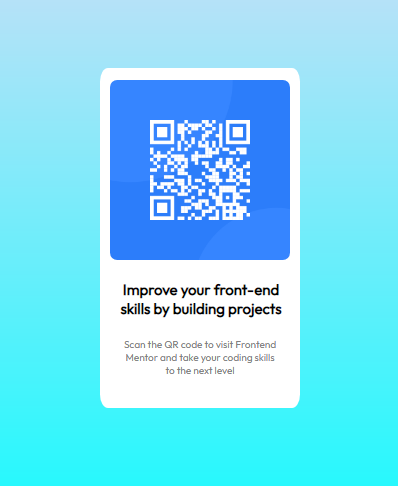 Improve your front-end
skills by building projects
Scan the QR code to visit Frontend
Mentor and take your coding skills
to the next level